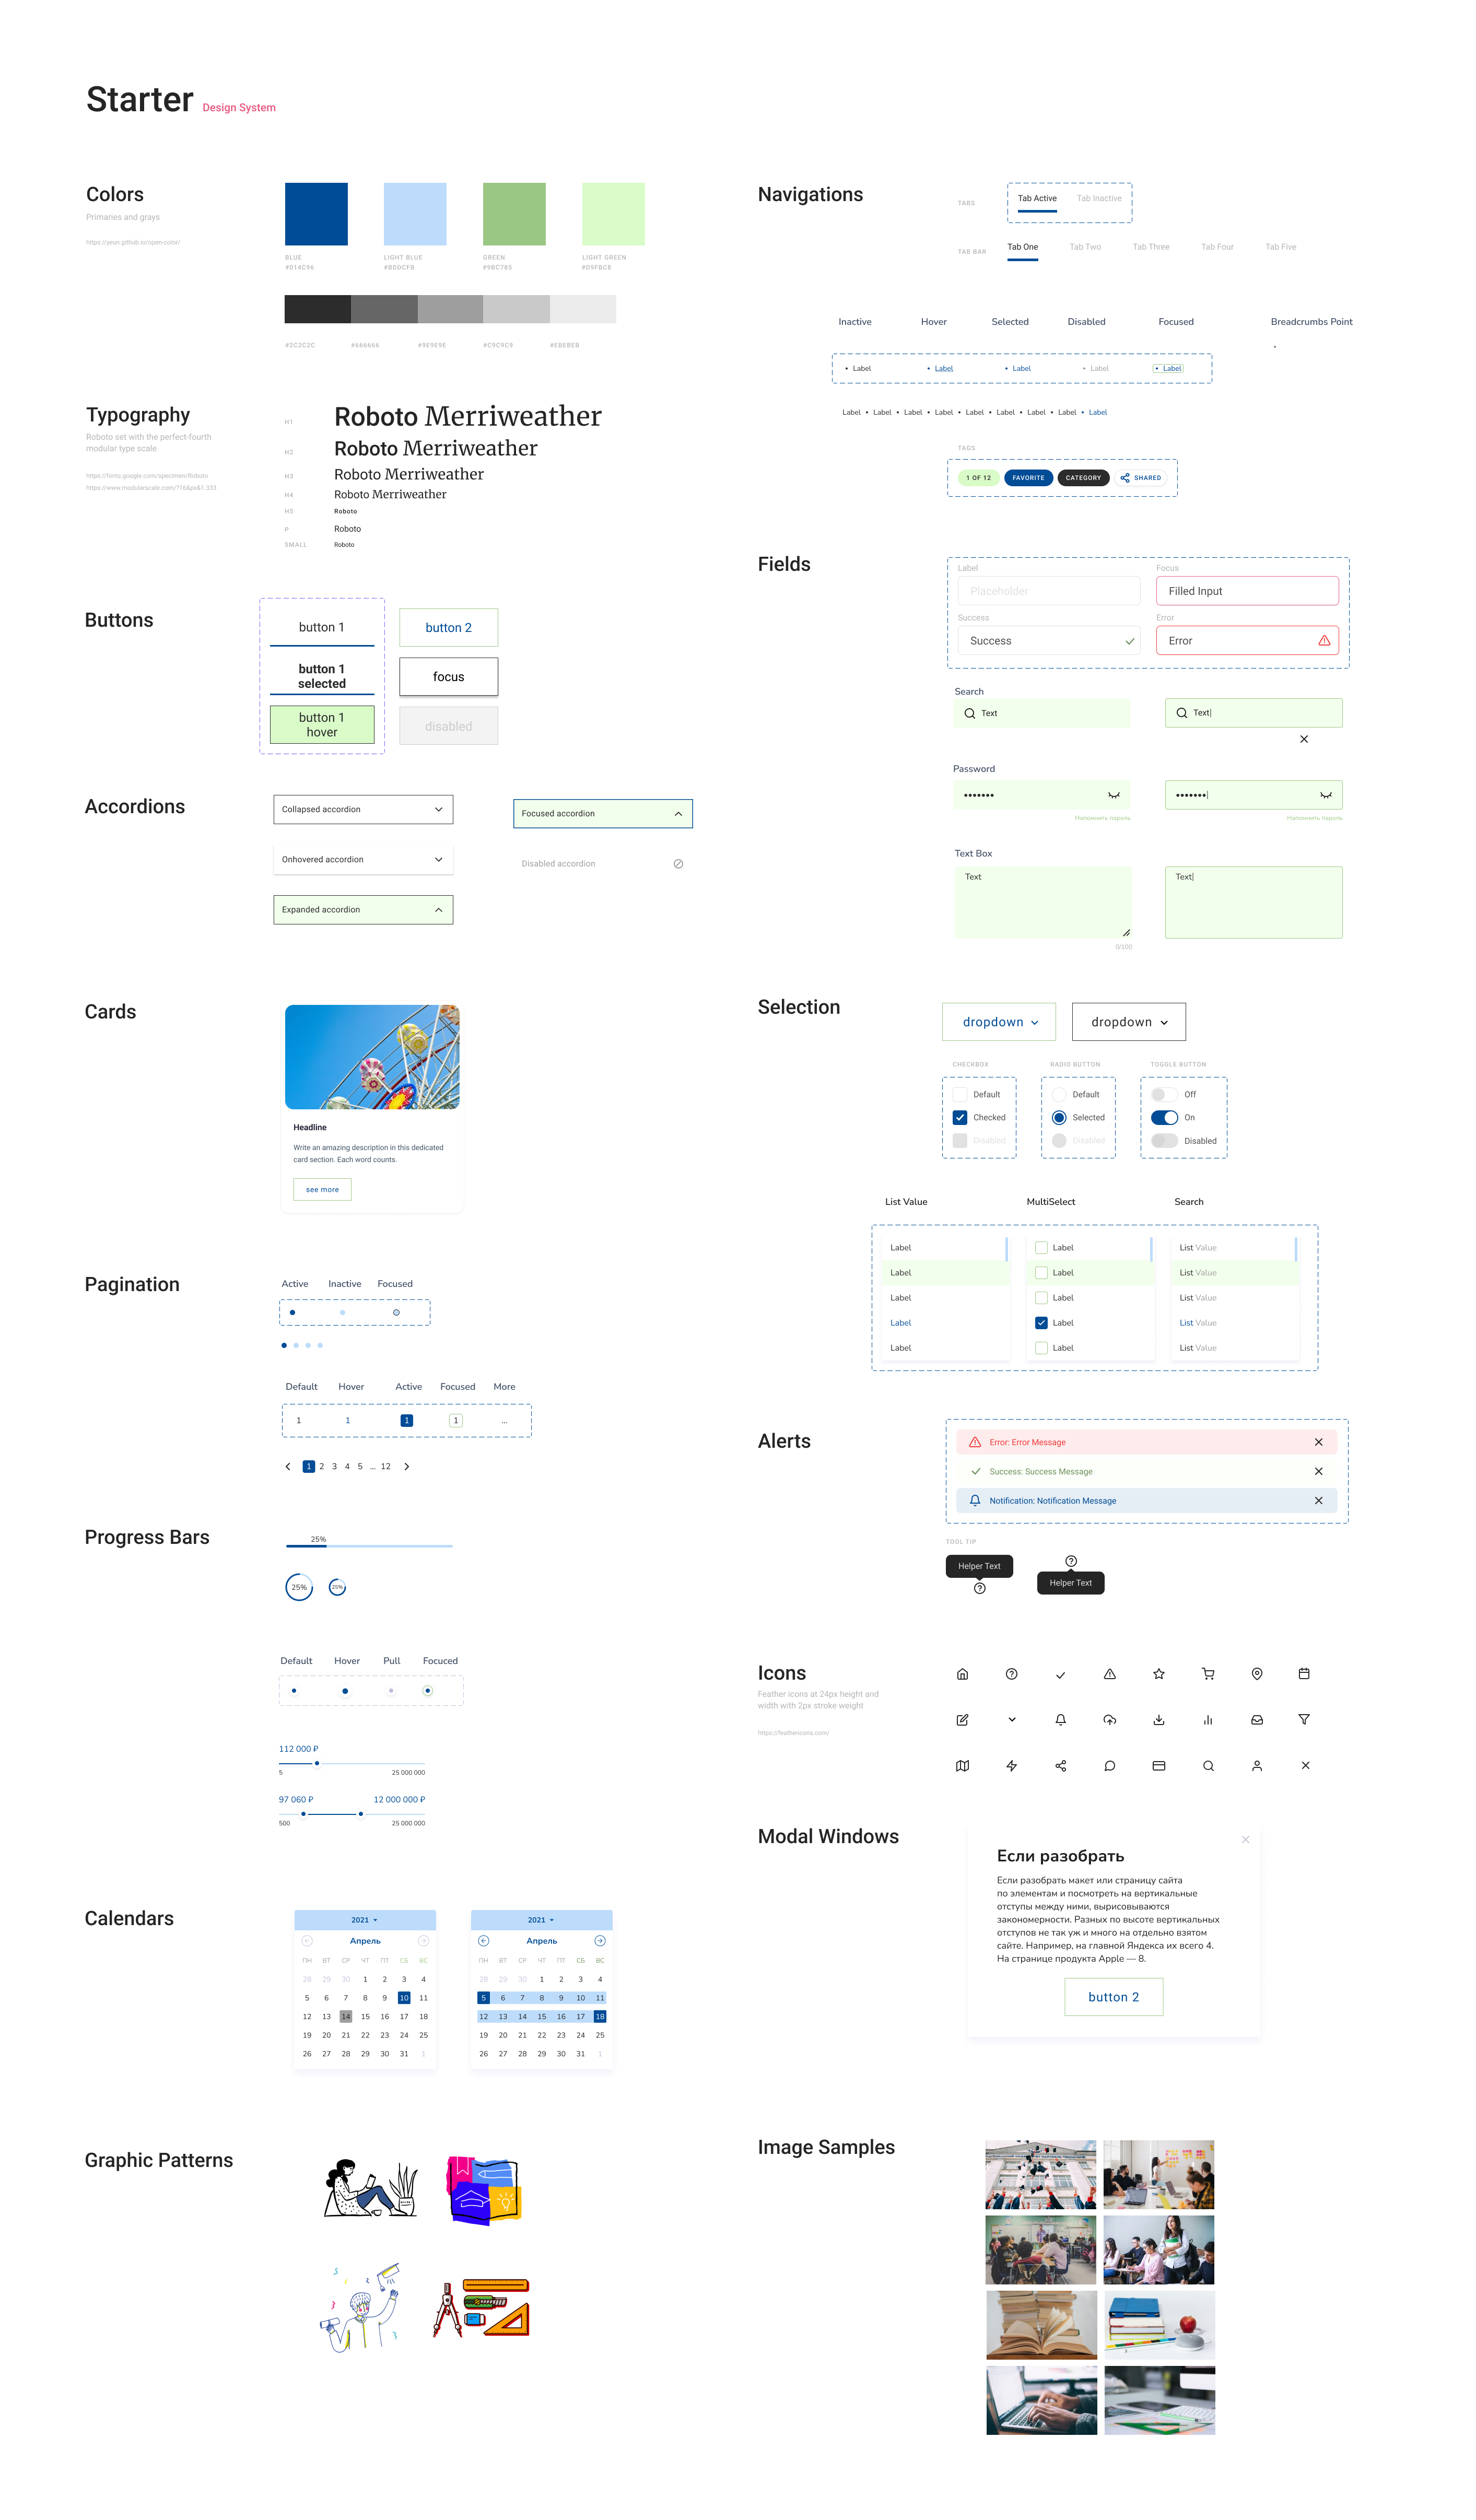 Starter Design System
Colors
Primaries and grays
https://yeun.github.io/open-color/
BLUE
#014C96
LIGHT BLUE
#BDDCFB
GREEN
#9BC785
LIGHT GREEN
#D9FBC8
#2C2C2C #666666 #9E9E9E #C9C9C9 #EBEBEB
Typography
Roboto set with the perfect-fourth
modular type scale
https://fonts.google.com/specimen/Roboto
https://www.modularscale.com/?16&px&1.333
H1 Roboto Merriweather
H2 Roboto Merriweather
H3 Roboto Merriweather
H4 Roboto Merriweather
H5 Roboto
P Roboto
SMALL Roboto
Buttons
button 1
button 1
selected
button 1
hover
button 2
focus
disabled
Accordions
Collapsed accordion
Onhovered accordion
Expanded accordion
Focused accordion
Disabled accordion
Cards
Headline
Write an amazing description in this dedicated
card section. Each word counts.
see more
Pagination
Active Inactive Focused
Default Hover Active Focused More
1 1 1 1 ...
1 2 3 4 5 ... 12
Progress Bars
25%
25% 25%
Default Hover Pull Focuced
112 000 ₽
5 25 000 000
97 060 ₽ 12 000 000 ₽
500 25 000 000
Calendars
2021
Апрель
ПН ВТ СР ЧТ ПТ СБ ВС
28 29 30 1 2 3 4
5 6 7 8 9 10 11
12 13 14 15 16 17 18
19 20 21 22 23 24 25
26 27 28 29 30 31 1
2021
Апрель
ПН ВТ СР ЧТ ПТ СБ ВС
28 29 30 1 2 3 4
5 6 7 8 9 10 11
12 13 14 15 16 17 18
19 20 21 22 23 24 25
26 27 28 29 30 31 1
Graphic Patterns
Navigations
TABS
Tab Active Tab Inactive
TAB BAR
Tab One Tab Two Tab Three Tab Four Tab Five
Inactive Hover Selected Disabled Focused Breadcrumbs Point
• Label • Label • Label • Label • Label
Label • Label • Label • Label • Label • Label • Label • Label • Label
TAGS
1 OF 12 FAVORITE CATEGORY SHARED
Fields
Label
Placeholder
Focus
Filled Input
Success
Success
Error
Error
Search
Text
Text
Password
Напомнить пароль
Напомнить пароль
Text Box
Text
Text
0/100
Selection
dropdown dropdown
CHECKBOX
Default
Checked
Disabled
RADIO BUTTON
Default
Selected
Disabled
TOGGLE BUTTON
Off
On
Disabled
List Value MultiSelect Search
Label Label List Value
Label Label List Value
Label Label List Value
Label Label List Value
Label Label List Value
Alerts
Error: Error Message
Success: Success Message
Notification: Notification Message
TOOL TIP
Helper Text
Helper Text
Icons
Feather icons at 24px height and
width with 2px stroke weight
https://feathericons.com/
Modal Windows
Если разобрать
Если разобрать макет или страницу сайта
по элементам и посмотреть на вертикальные
отступы между ними, вырисовываются
закономерности. Разных по высоте вертикальных
отступов не так уж и много на отдельно взятом
сайте. Например, на главной Яндекса их всего 4.
На странице продукта Apple — 8.
button 2
Image Samples